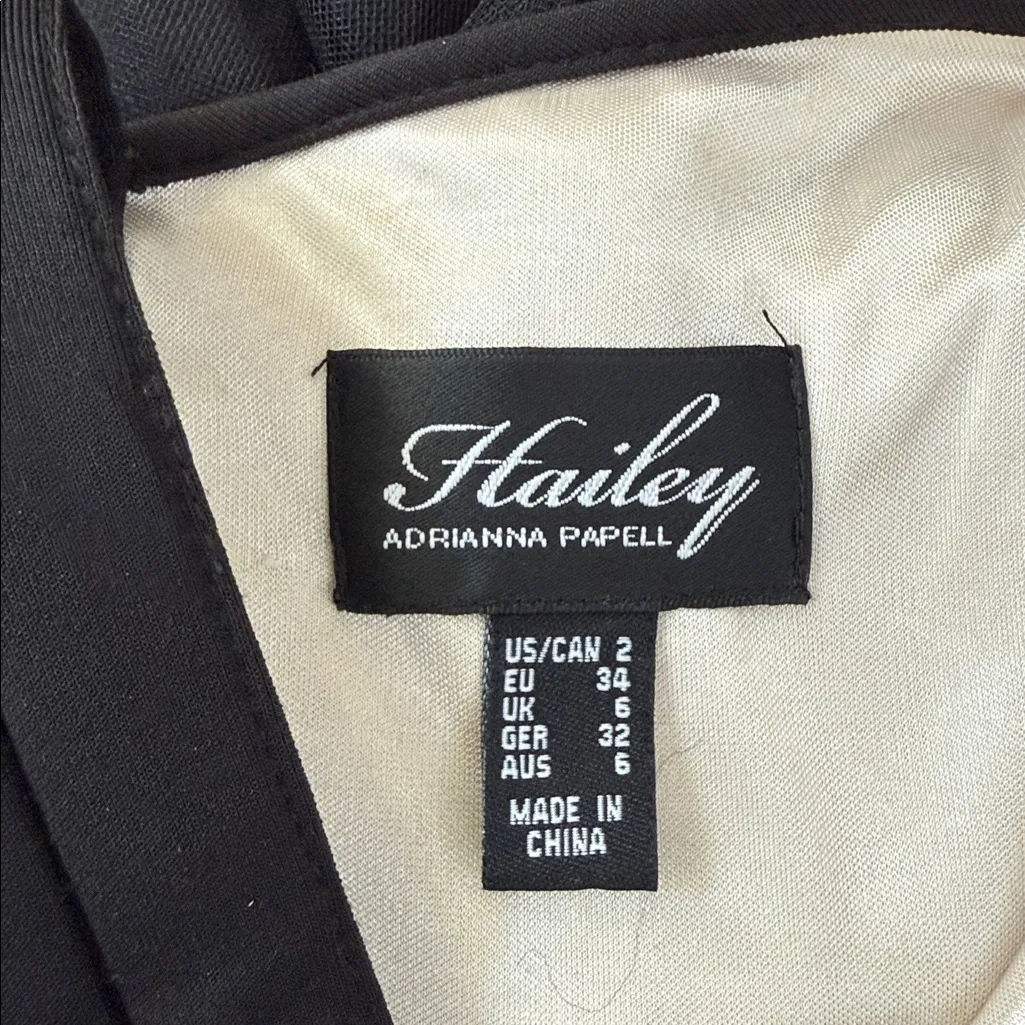 Hailey
ADRIANNA PAPELL
US/CAN 2
EU 34
UK 6
GER 32
AUS 6
MADE IN
CHINA